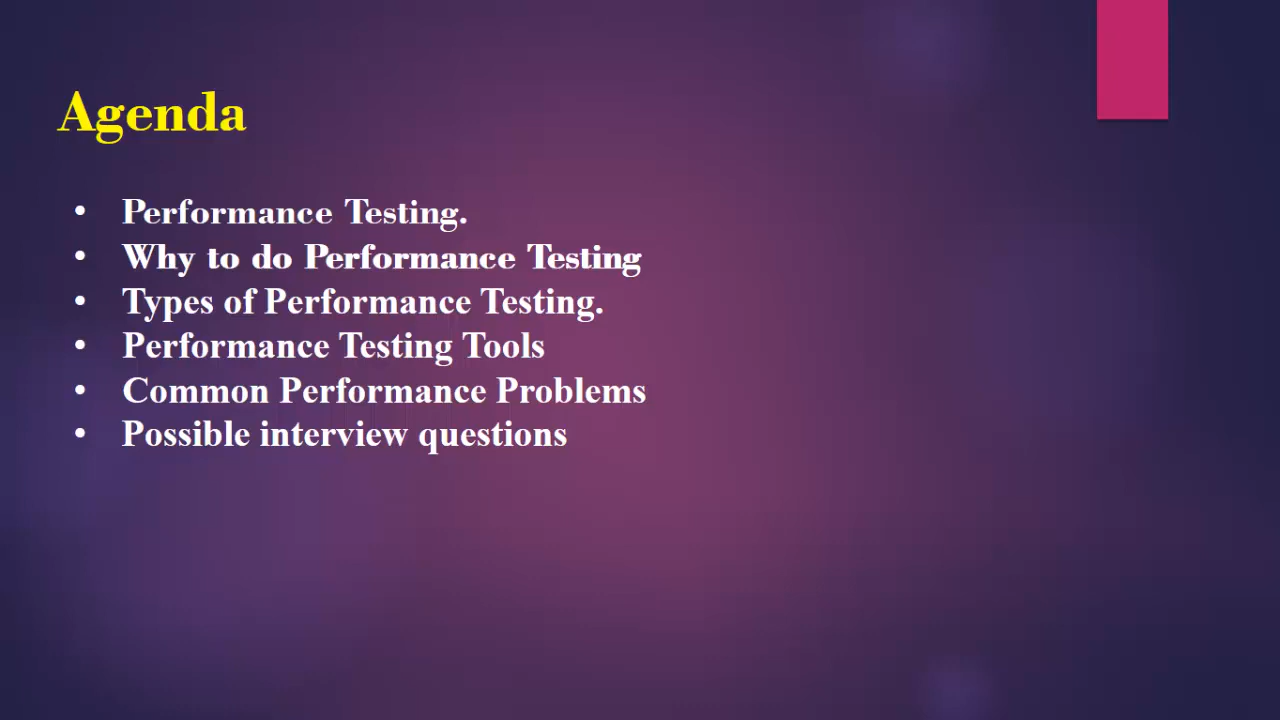 Agenda
• Performance Testing.
• Why to do Performance Testing
• Types of Performance Testing.
• Performance Testing Tools
• Common Performance Problems
• Possible interview questions